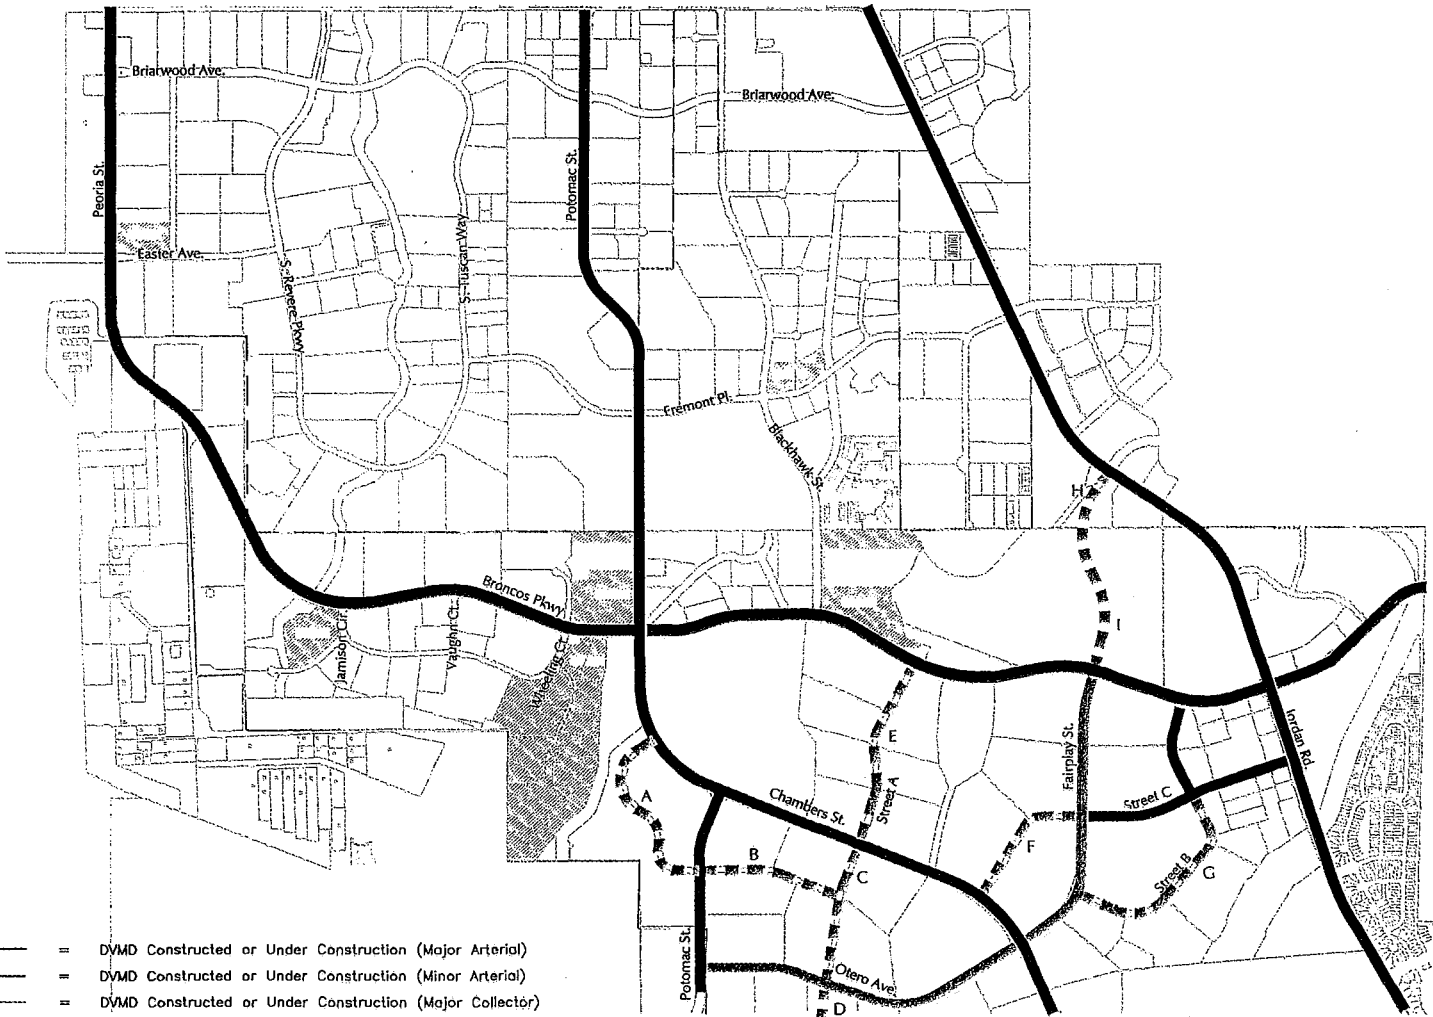 Briarwood Ave.
Briarwood Ave.
Peoria St.
Potomac St.
S. Tuscan Way
Easter Ave.
S. Revere Pkwy
Fremont Pl.
Blackhawk St.
H
Broncos Pkwy.
I
Jamison Cir.
Vaughn Ct.
Wheeling Ct.
E
Fairplay St.
Jordan Rd.
A
Chambers St.
Street A
Street C
F
B
C
Street B
G
Potomac St.
Otero Ave.
D
= DVMD Constructed or Under Construction (Major Arterial)
= DVMD Constructed or Under Construction (Minor Arterial)
= DVMD Constructed or Under Construction (Major Collector)